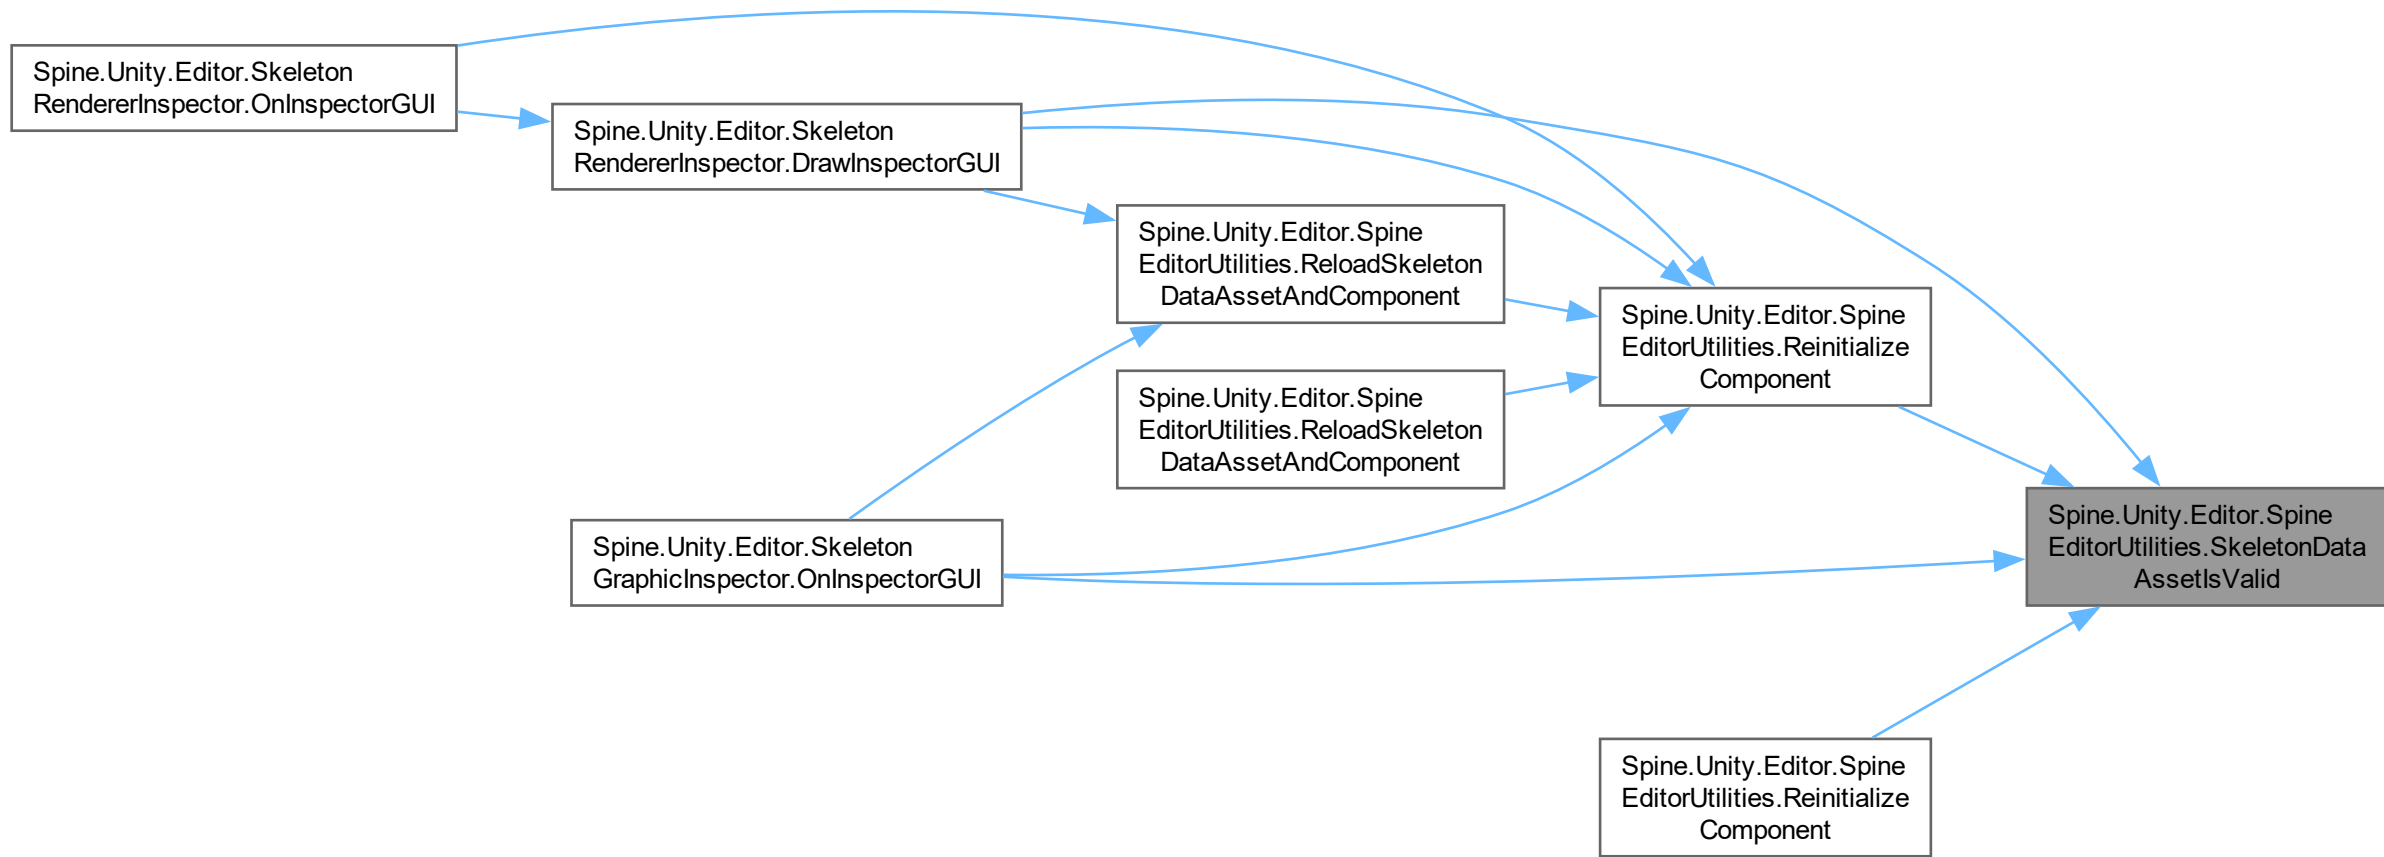 Spine.Unity.Editor.Skeleton
RendererInspector.OnInspectorGUI
Spine.Unity.Editor.Skeleton
RendererInspector.DrawInspectorGUI
Spine.Unity.Editor.Spine
EditorUtilities.ReloadSkeleton
DataAssetAndComponent
Spine.Unity.Editor.Spine
EditorUtilities.Reinitialize
Component
Spine.Unity.Editor.Spine
EditorUtilities.ReloadSkeleton
DataAssetAndComponent
Spine.Unity.Editor.Skeleton
GraphicInspector.OnInspectorGUI
Spine.Unity.Editor.Spine
EditorUtilities.SkeletonData
AssetIsValid
Spine.Unity.Editor.Spine
EditorUtilities.Reinitialize
Component